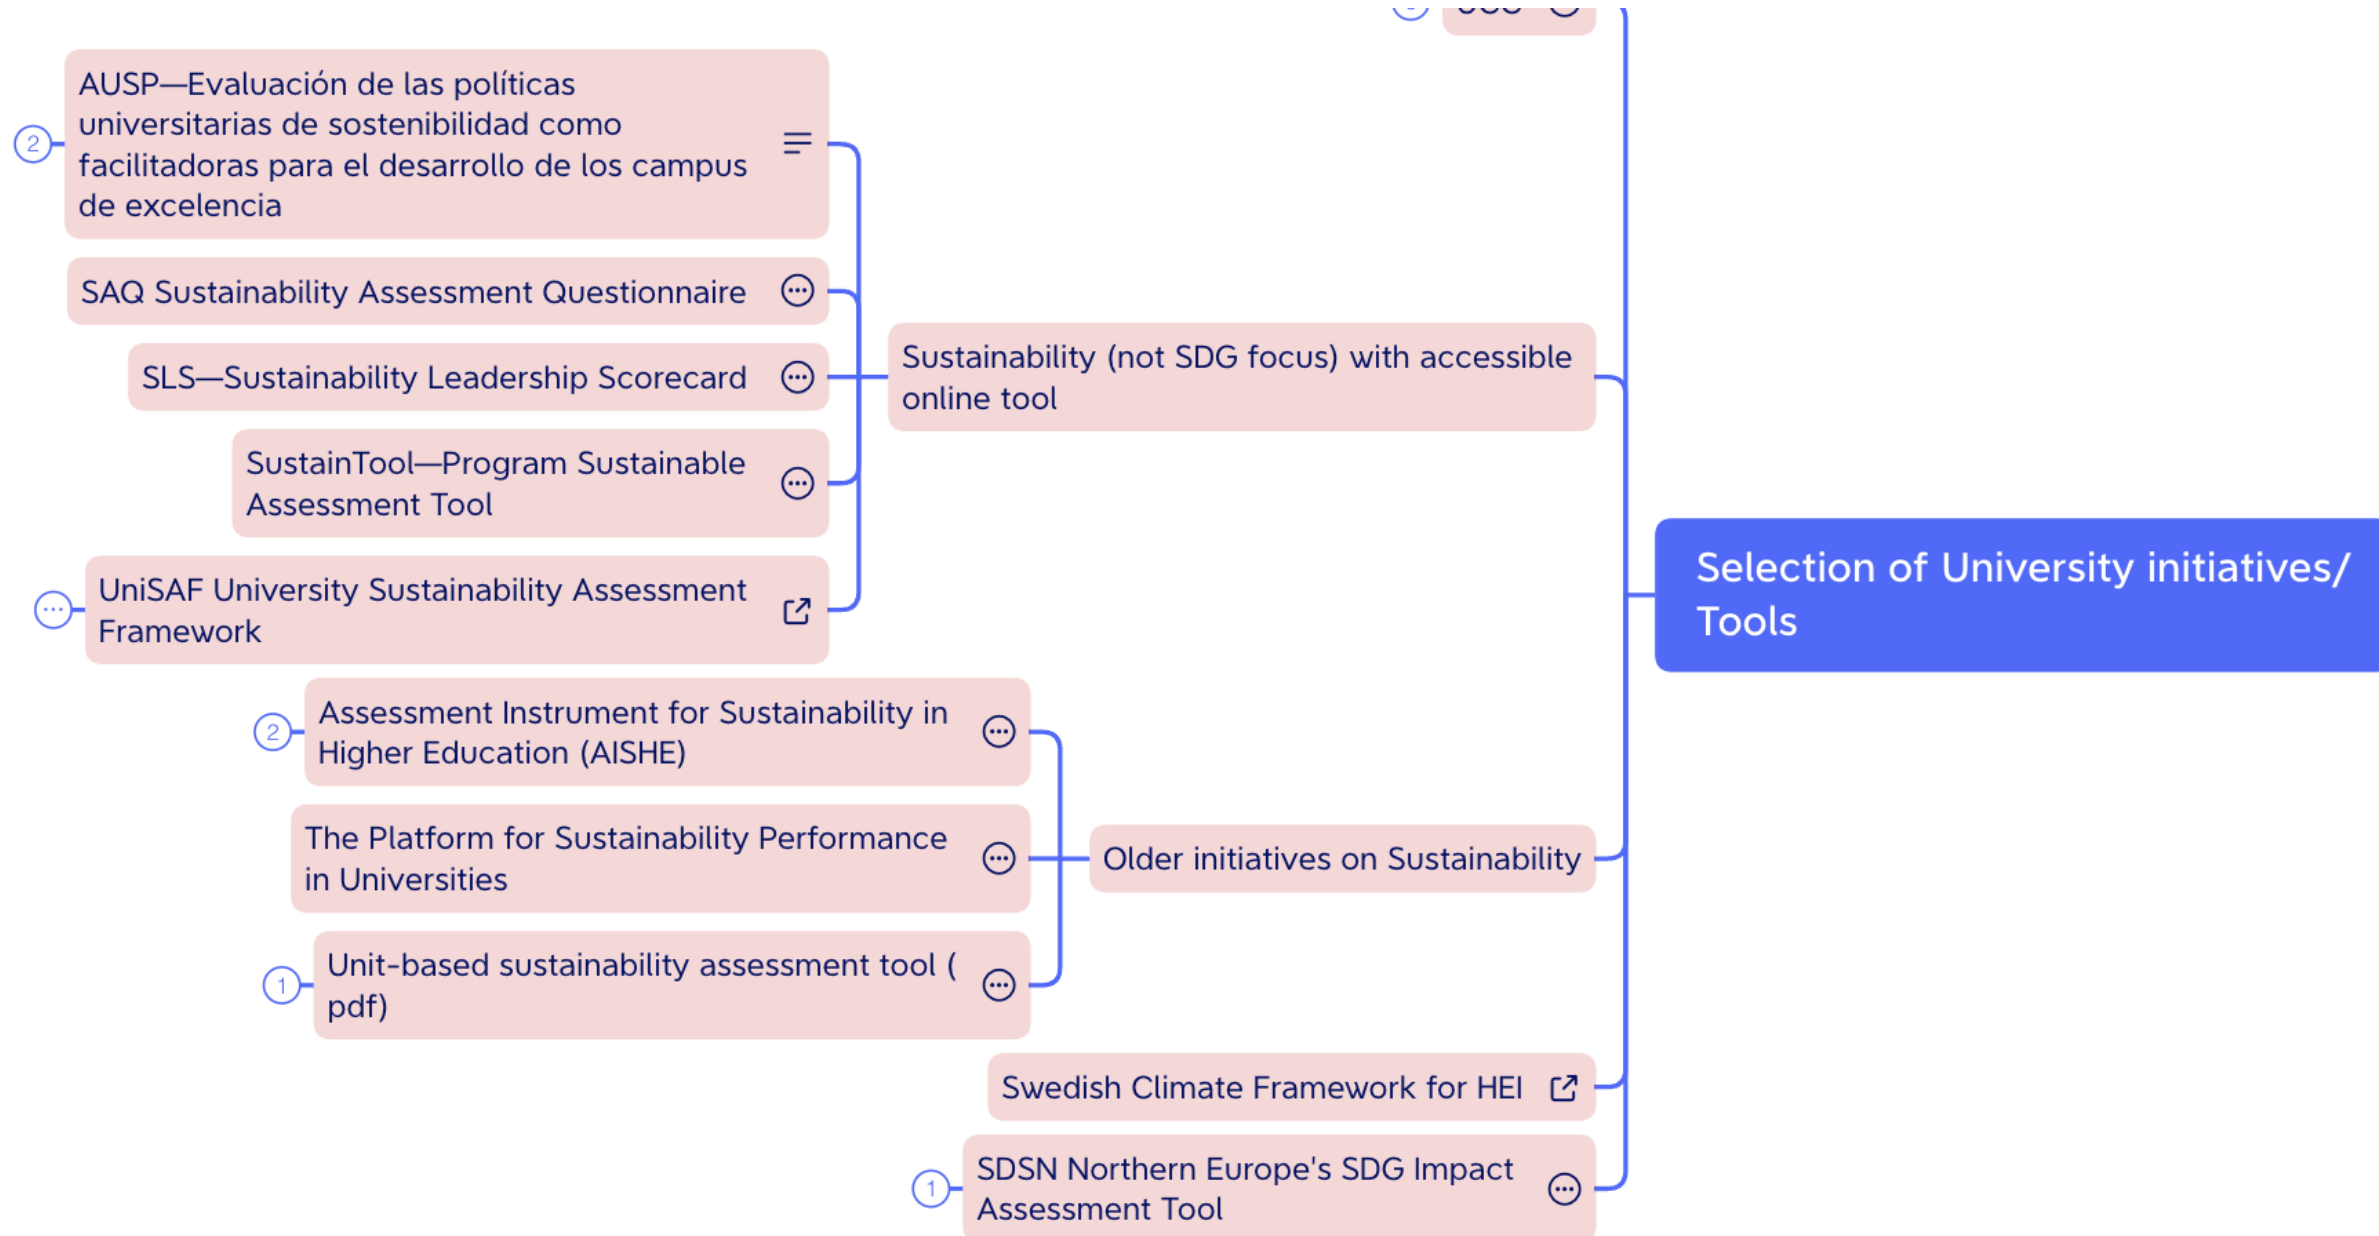 AUSP—Evaluación de las políticas
universitarias de sostenibilidad como
facilitadoras para el desarrollo de los campus
de excelencia
2
SAQ Sustainability Assessment Questionnaire
SLS—Sustainability Leadership Scorecard
SustainTool—Program Sustainable
Assessment Tool
UniSAF University Sustainability Assessment
Framework
Sustainability (not SDG focus) with accessible
online tool
Selection of University initiatives/
Tools
2
Assessment Instrument for Sustainability in
Higher Education (AISHE)
The Platform for Sustainability Performance
in Universities
1
Unit-based sustainability assessment tool (
pdf)
Older initiatives on Sustainability
Swedish Climate Framework for HEI
1
SDSN Northern Europe's SDG Impact
Assessment Tool